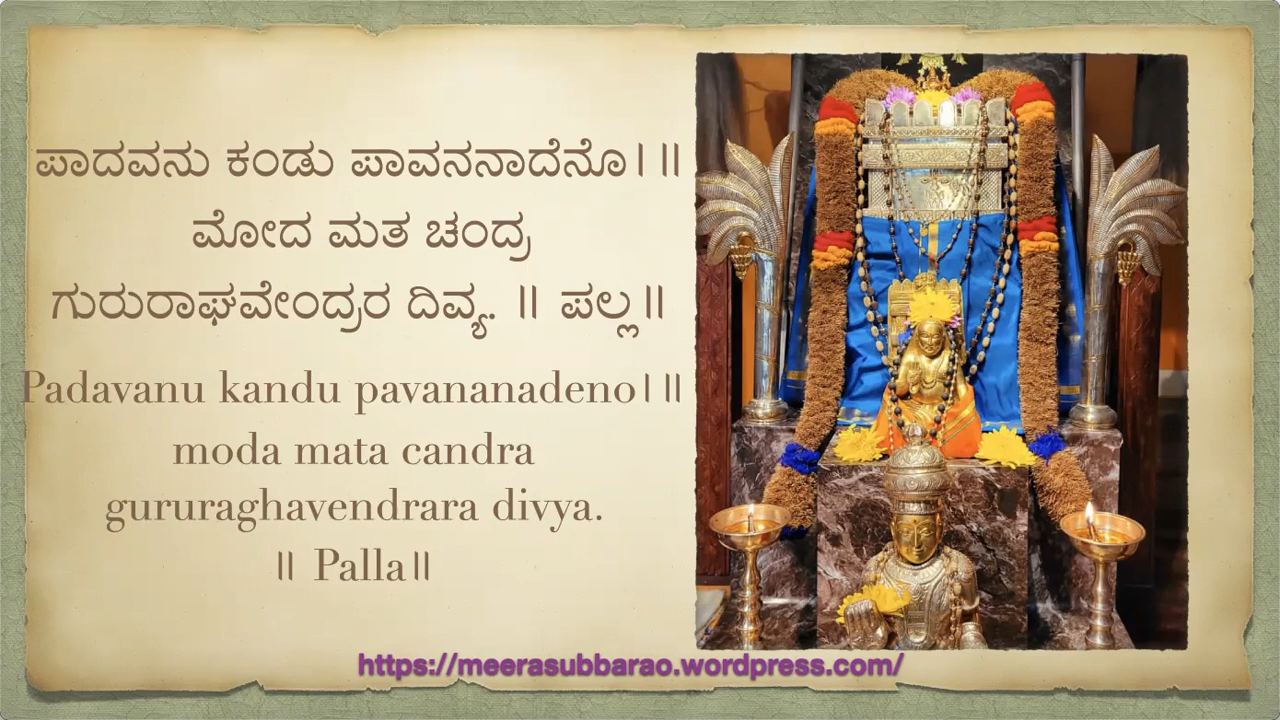 ಪಾದವನು ಕಂಡು ಪಾವನನಾದೆನೊ।॥
ಮೋದ ಮತ ಚಂದ್ರ
ಗುರುರಾಘವೇಂದ್ರರ ದಿವ್ಯ. ॥ ಪಲ್ಲ॥
Padavanu kandu pavananadeno।॥
moda mata candra
gururaghavendrara divya.
॥ Palla॥
https://meerasubbarao.wordpress.com/